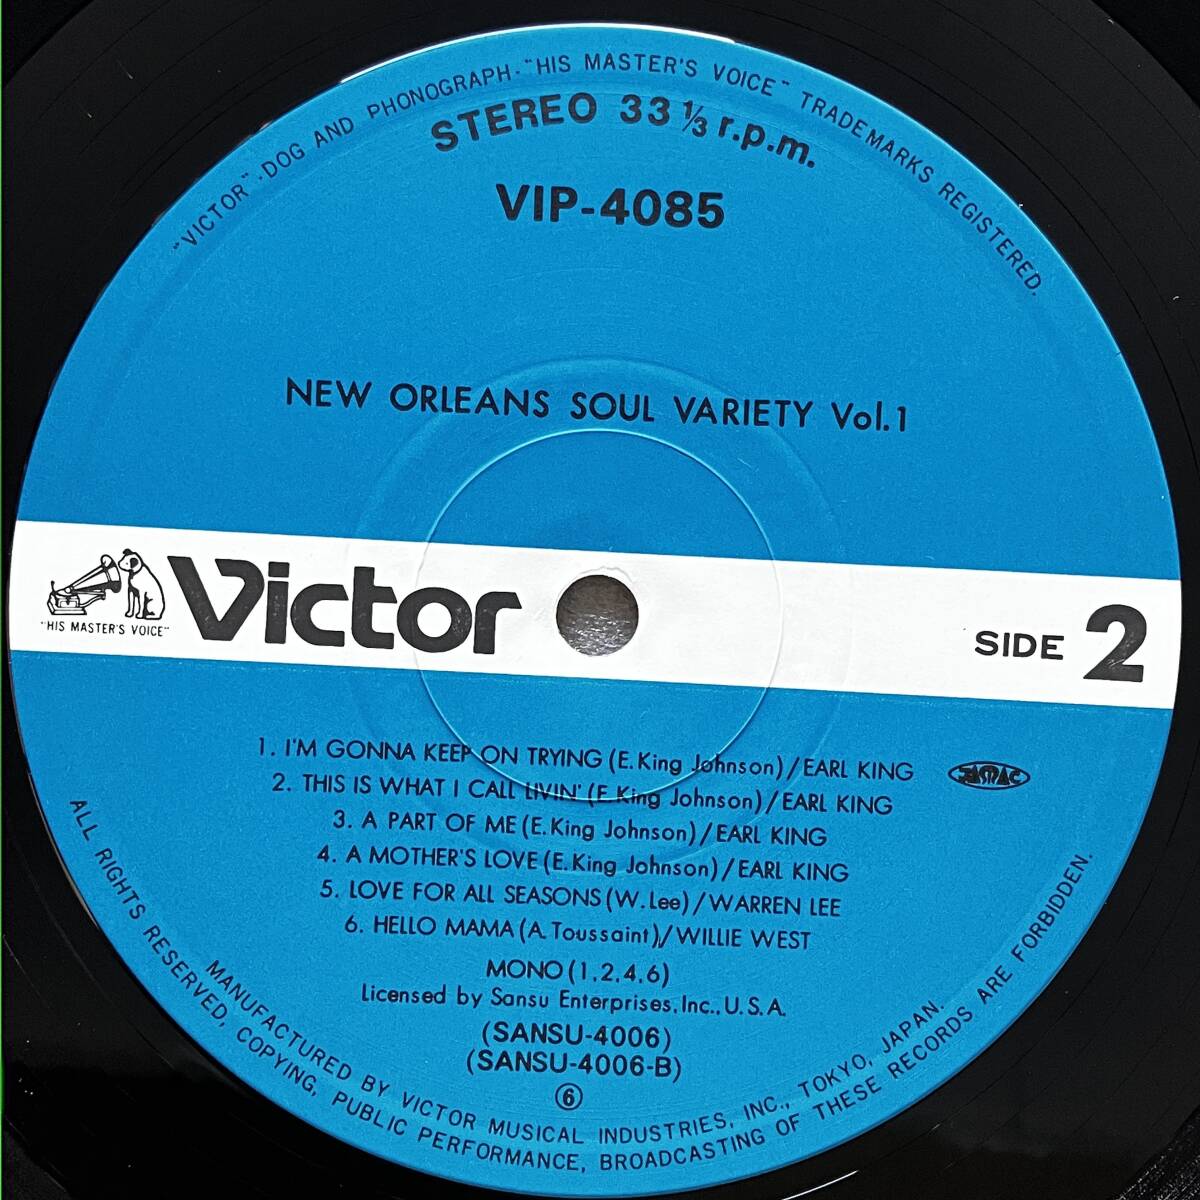 "VICTOR", DOG AND PHONOGRAPH-"HIS MASTER'S VOICE" TRADEMARKS REGISTERED.
STEREO 33 1/3 r.p.m.
VIP-4085
NEW ORLEANS SOUL VARIETY Vol.1
"HIS MASTER'S VOICE"
Victor
SIDE 2
1. I'M GONNA KEEP ON TRYING (E. King Johnson)/EARL KING
2. THIS IS WHAT I CALL LIVIN' (E. King Johnson)/EARL KING
3. A PART OF ME (E. King Johnson)/EARL KING
4. A MOTHER'S LOVE (E. King Johnson)/EARL KING
5. LOVE FOR ALL SEASONS (W. Lee)/WARREN LEE
6. HELLO MAMA (A. Toussaint)/WILLIE WEST
MONO (1,2,4,6)
Licensed by Sansu Enterprises, Inc., U.S.A.
(SANSU-4006)
(SANSU-4006-B)
⑥
MANUFACTURED BY VICTOR MUSICAL INDUSTRIES, INC., TOKYO, JAPAN.
ALL RIGHTS RESERVED, COPYING, PUBLIC PERFORMANCE, BROADCASTING OF THESE RECORDS ARE FORBIDDEN.